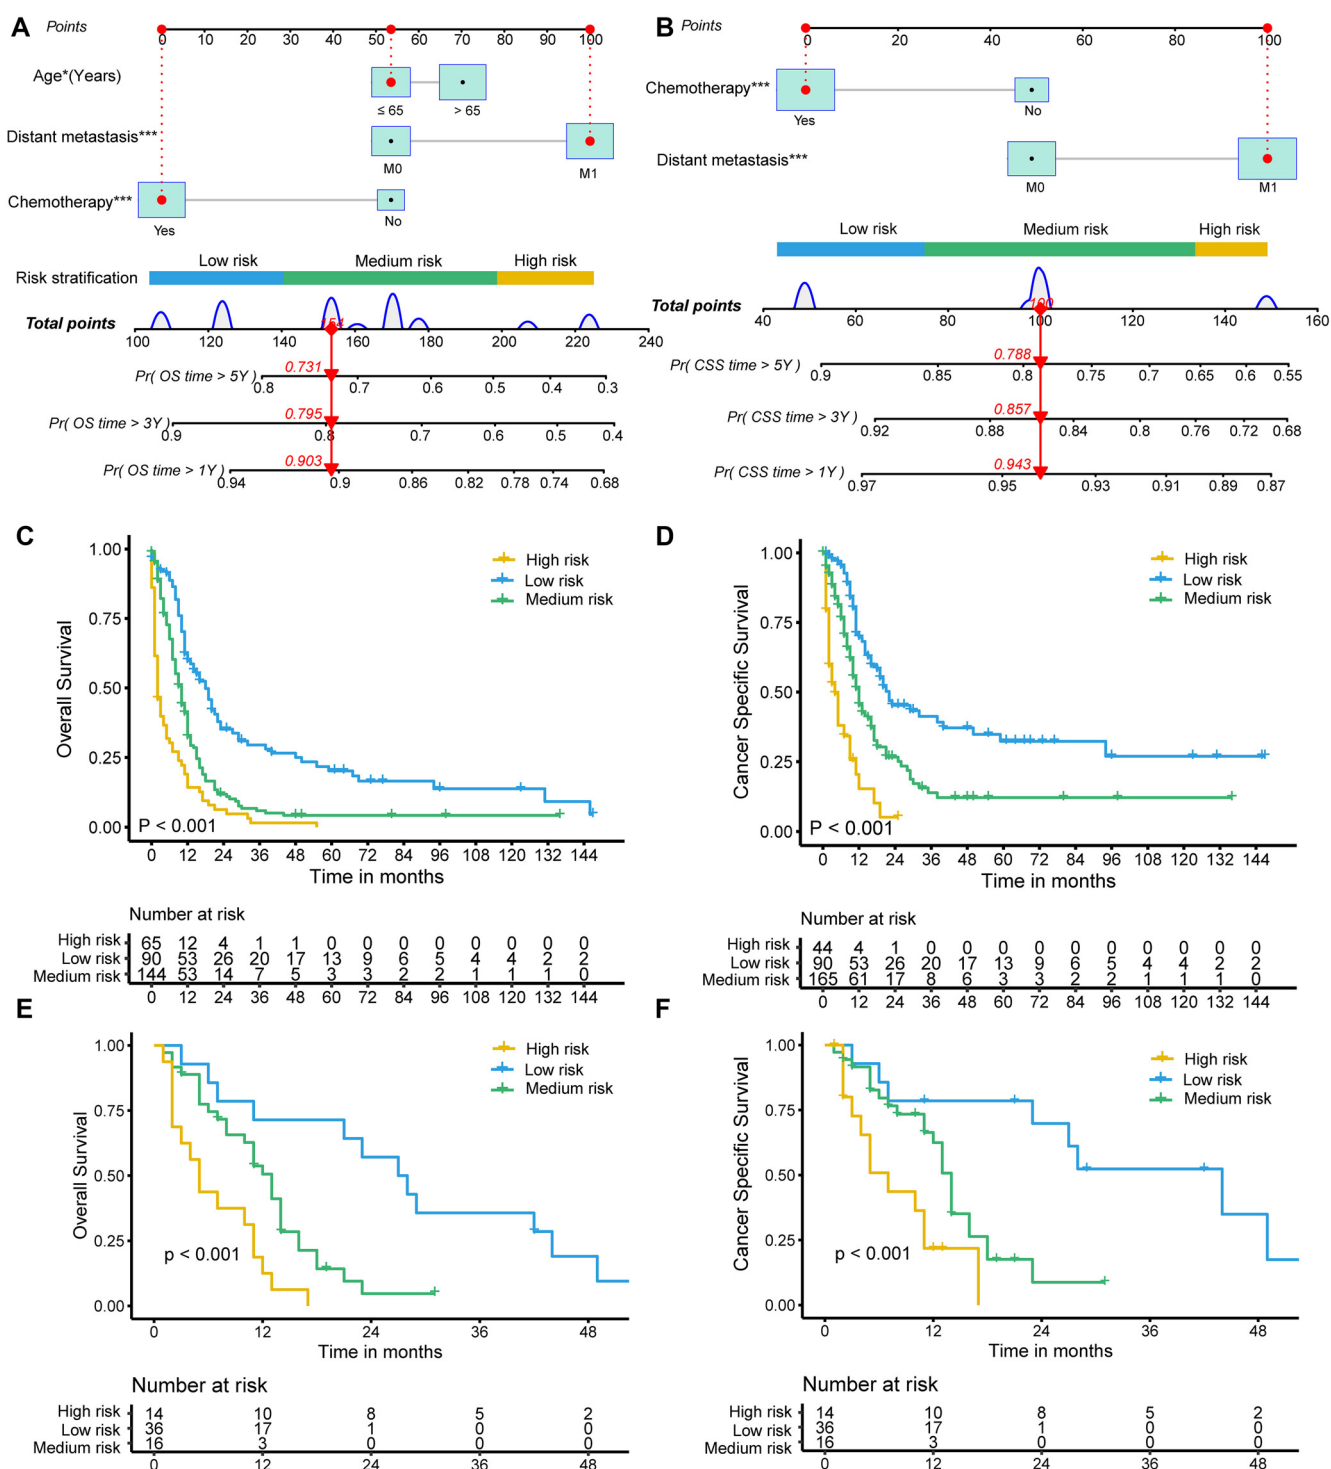 A
Points
0 10 20 30 40 50 60 70 80 90 100
Age*(Years)
≤ 65 > 65
Distant metastasis***
M0 M1
Chemotherapy***
Yes No
Low risk Medium risk High risk
Risk stratification
Total points
154
100 120 140 160 180 200 220 240
0.731
Pr( OS time > 5Y )
0.8 0.7 0.6 0.5 0.4 0.3
0.795
Pr( OS time > 3Y )
0.9 0.8 0.7 0.6 0.5 0.4
0.903
Pr( OS time > 1Y )
0.94 0.9 0.86 0.82 0.78 0.74 0.68
B
Points
0 20 40 60 80 100
Chemotherapy***
Yes No
Distant metastasis***
M0 M1
Low risk Medium risk High risk
Total points
100
40 60 80 100 120 140 160
0.788
Pr( CSS time > 5Y )
0.9 0.85 0.8 0.75 0.7 0.65 0.6 0.55
0.857
Pr( CSS time > 3Y )
0.92 0.88 0.84 0.8 0.76 0.72 0.68
0.943
Pr( CSS time > 1Y )
0.97 0.95 0.93 0.91 0.89 0.87
C
Overall Survival
1.00
0.75
0.50
0.25
0.00
High risk
Low risk
Medium risk
P < 0.001
0 12 24 36 48 60 72 84 96 108 120 132 144
Time in months
Number at risk
High risk 65 12 4 1 1 0 0 0 0 0 0 0 0
Low risk 90 53 26 20 17 13 9 6 5 4 4 2 2
Medium risk 144 53 14 7 5 3 3 2 2 1 1 1 0
0 12 24 36 48 60 72 84 96 108 120 132 144
D
Cancer Specific Survival
1.00
0.75
0.50
0.25
0.00
High risk
Low risk
Medium risk
P < 0.001
0 12 24 36 48 60 72 84 96 108 120 132 144
Time in months
Number at risk
High risk 44 4 1 0 0 0 0 0 0 0 0 0 0
Low risk 90 53 26 20 17 13 9 6 5 4 4 2 2
Medium risk 165 61 17 8 6 3 3 2 2 1 1 1 0
0 12 24 36 48 60 72 84 96 108 120 132 144
E
Overall Survival
1.00
0.75
0.50
0.25
0.00
High risk
Low risk
Medium risk
p < 0.001
0 12 24 36 48
Time in months
Number at risk
High risk 14 10 8 5 2
Low risk 36 17 1 0 0
Medium risk 16 3 0 0 0
0 12 24 36 48
F
Cancer Specific Survival
1.00
0.75
0.50
0.25
0.00
High risk
Low risk
Medium risk
p < 0.001
0 12 24 36 48
Time in months
Number at risk
High risk 14 10 8 5 2
Low risk 36 17 1 0 0
Medium risk 16 3 0 0 0
0 12 24 36 48